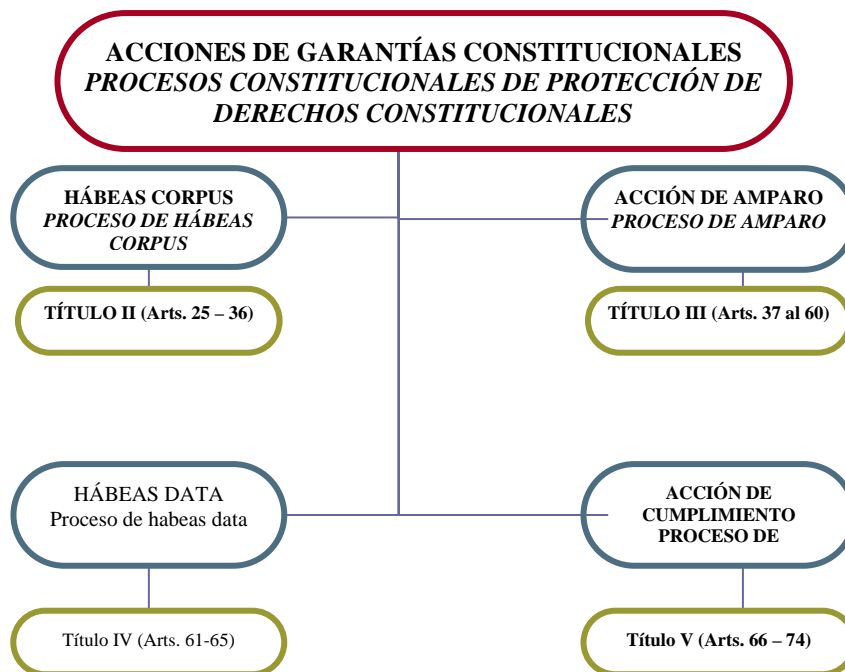 ACCIONES DE GARANTÍAS CONSTITUCIONALES
PROCESOS CONSTITUCIONALES DE PROTECCIÓN DE
DERECHOS CONSTITUCIONALES
HÁBEAS CORPUS
PROCESO DE HÁBEAS
CORPUS
ACCIÓN DE AMPARO
PROCESO DE AMPARO
TÍTULO II (Arts. 25 – 36)
TÍTULO III (Arts. 37 al 60)
HÁBEAS DATA
Proceso de habeas data
ACCIÓN DE
CUMPLIMIENTO
PROCESO DE
Título IV (Arts. 61-65)
Título V (Arts. 66 – 74)